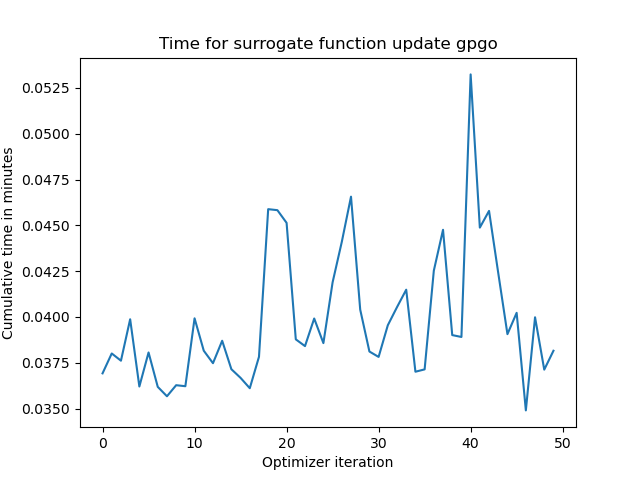 Time for surrogate function update gpgo
Cumulative time in minutes
0.0525
0.0500
0.0475
0.0450
0.0425
0.0400
0.0375
0.0350
0 10 20 30 40 50
Optimizer iteration